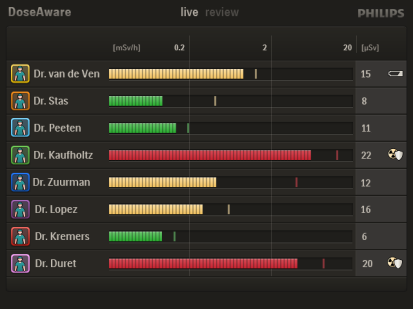 DoseAware live review PHILIPS
[mSv/h] 0.2 2 20 [µSv]
Dr. van de Ven 15
Dr. Stas 8
Dr. Peeten 11
Dr. Kaufholtz 22
Dr. Zuurman 12
Dr. Lopez 16
Dr. Kremers 6
Dr. Duret 20